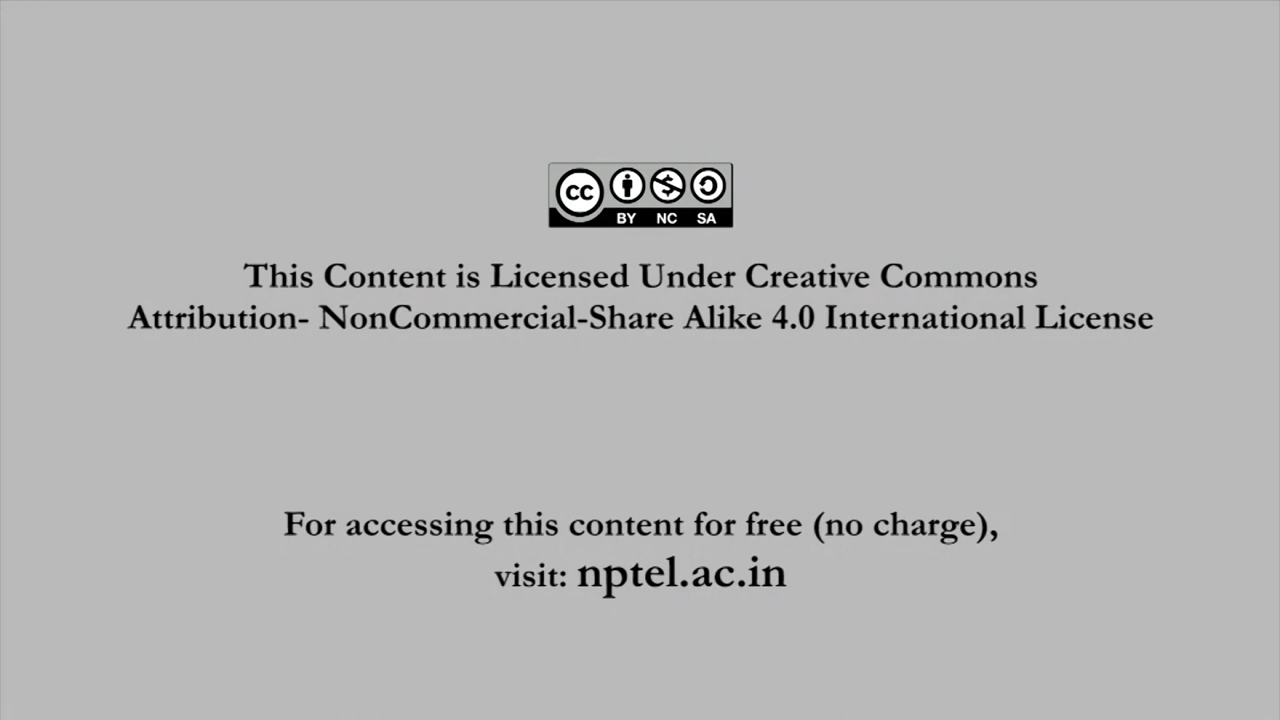 cc
BY NC SA
This Content is Licensed Under Creative Commons
Attribution- NonCommercial-Share Alike 4.0 International License
For accessing this content for free (no charge),
visit: nptel.ac.in